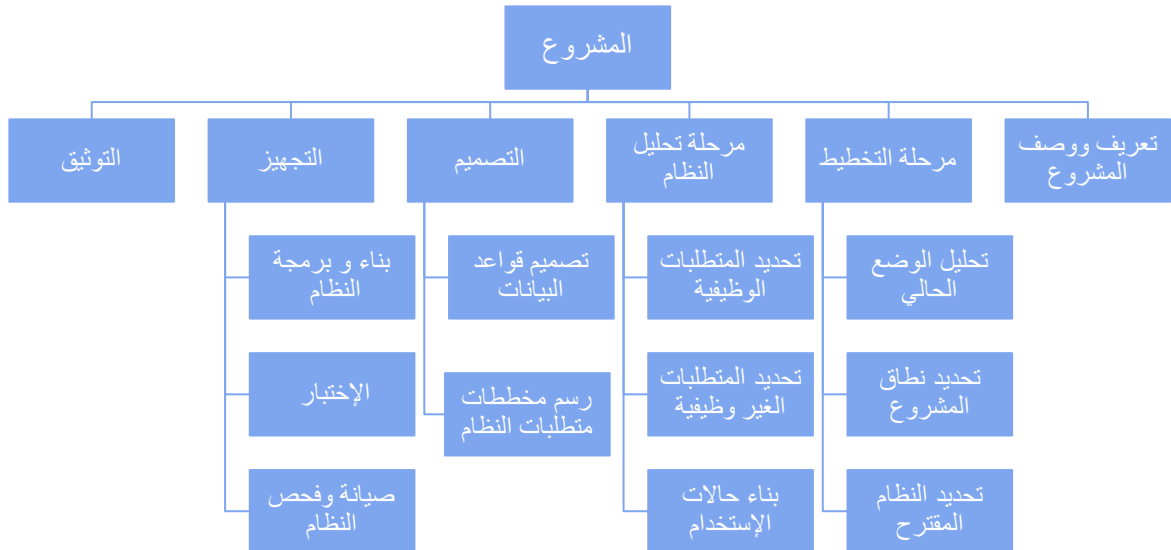 المشروع
تعريف ووصف
المشروع
مرحلة التخطيط
مرحلة تحليل
النظام
التصميم
التجهيز
التوثيق
تحليل الوضع
الحالي
تحديد نطاق
المشروع
تحديد النظام
المقترح
تحديد المتطلبات
الوظيفية
تحديد المتطلبات
الغير وظيفية
بناء حالات
الإستخدام
تصميم قواعد
البيانات
رسم مخططات
متطلبات النظام
بناء و برمجة
النظام
الإختبار
صيانة وفحص
النظام